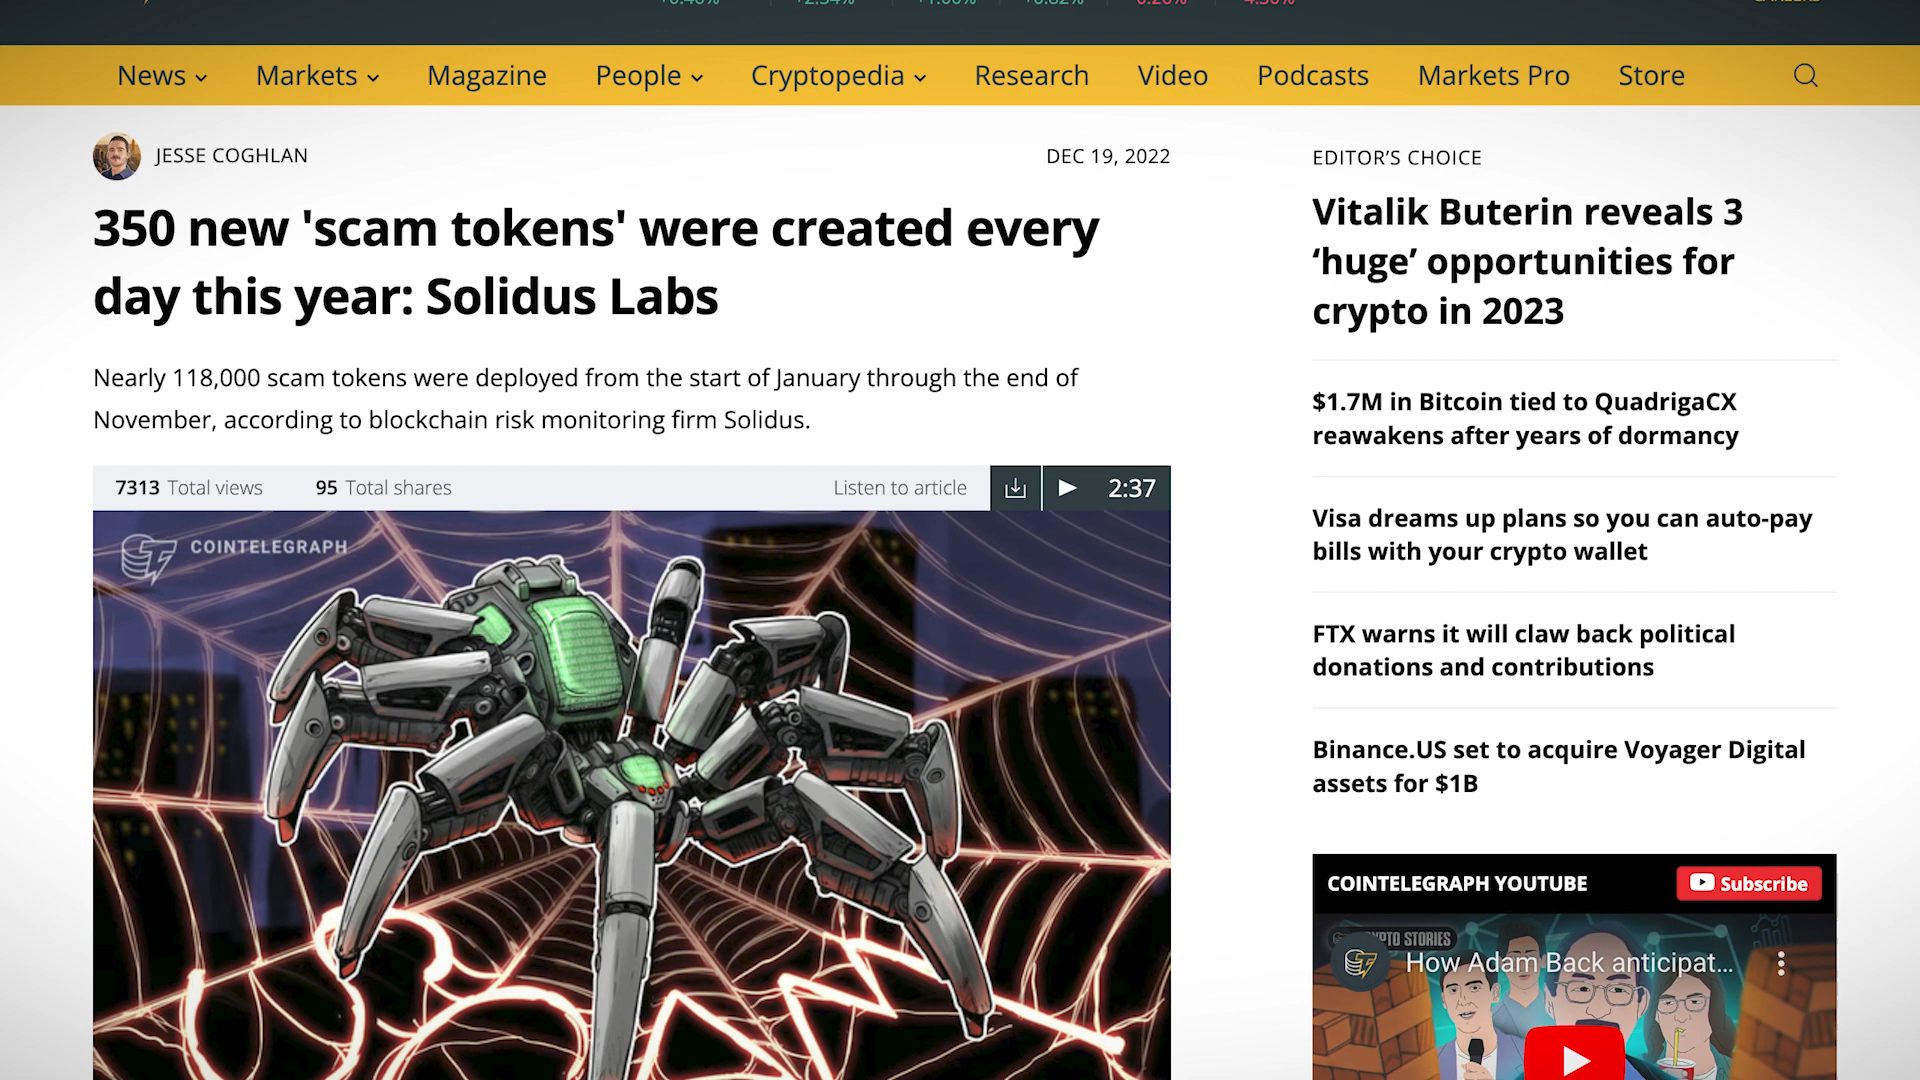 News
Markets
Magazine
People
Cryptopedia
Research
Video
Podcasts
Markets Pro
Store
JESSE COGHLAN
DEC 19, 2022
350 new 'scam tokens' were created every
day this year: Solidus Labs
Nearly 118,000 scam tokens were deployed from the start of January through the end of
November, according to blockchain risk monitoring firm Solidus.
7313 Total views
95 Total shares
Listen to article
2:37
COINTELEGRAPH
SCAM
EDITOR'S CHOICE
Vitalik Buterin reveals 3
‘huge’ opportunities for
crypto in 2023
$1.7M in Bitcoin tied to QuadrigaCX
reawakens after years of dormancy
Visa dreams up plans so you can auto-pay
bills with your crypto wallet
FTX warns it will claw back political
donations and contributions
Binance.US set to acquire Voyager Digital
assets for $1B
COINTELEGRAPH YOUTUBE
Subscribe
STORIES
How Adam Back anticipat...